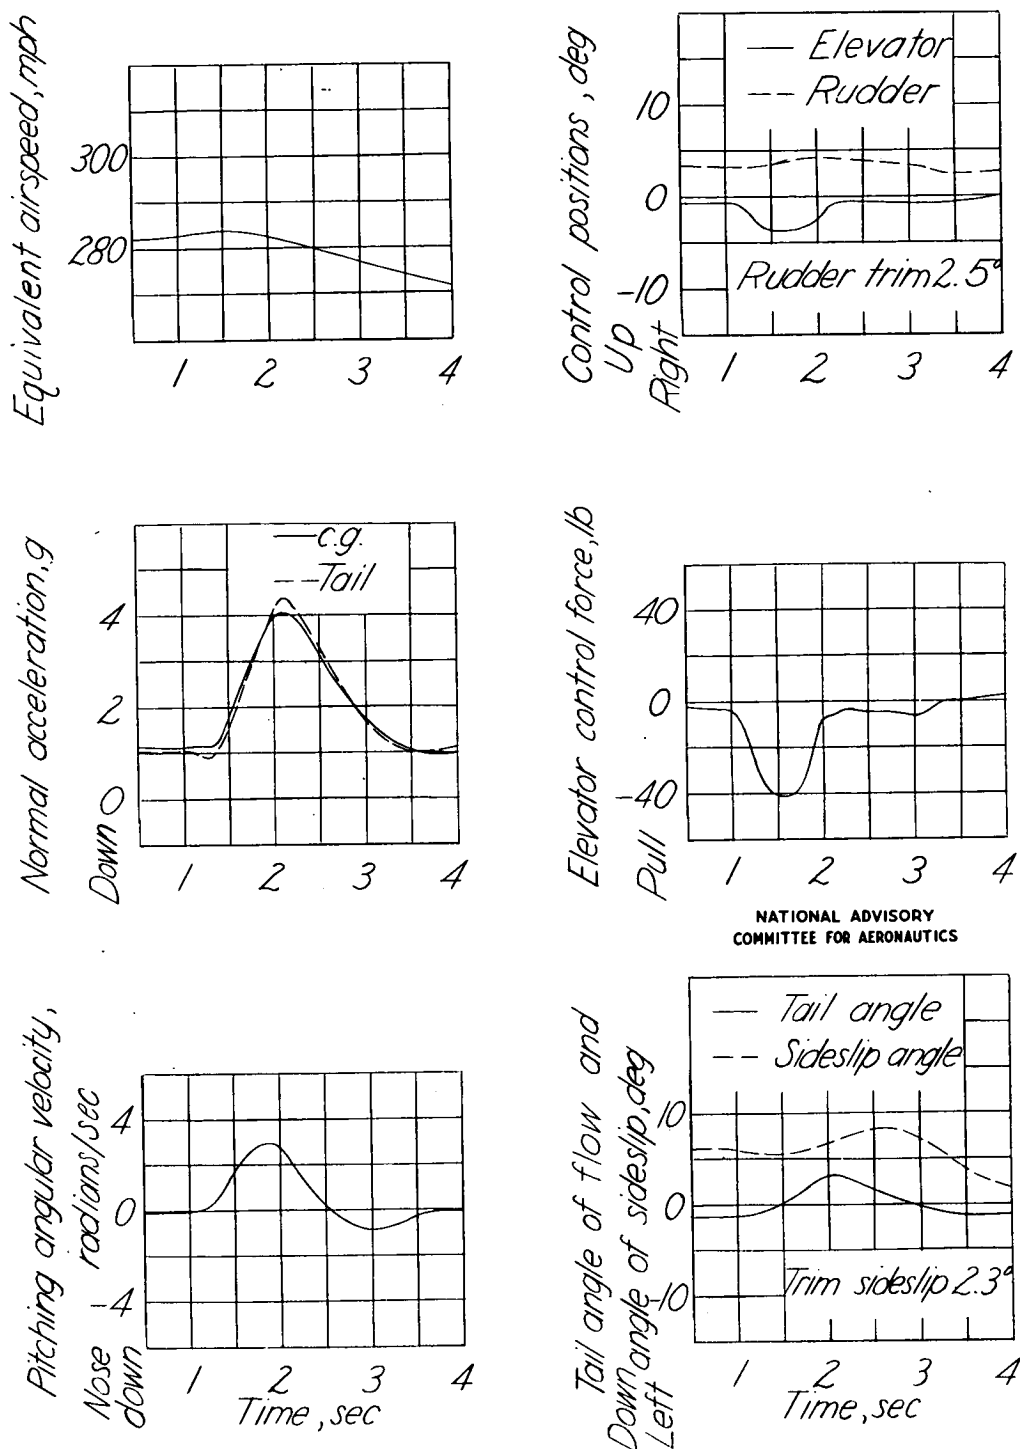 Equivalent airspeed, mph
300
280
1 2 3 4
Control positions, deg
Up
Right
10
0
-10
Elevator
Rudder
Rudder trim 2.5°
1 2 3 4
Normal acceleration, g
Down
4
2
0
c.g.
Tail
1 2 3 4
Elevator control force, lb
Pull
40
0
-40
1 2 3 4
NATIONAL ADVISORY
COMMITTEE FOR AERONAUTICS
Pitching angular velocity,
radians/sec
Nose
down
4
0
-4
1 2 3 4
Time, sec
Tail angle of flow and
angle of sideslip, deg
Down
Left
10
0
-10
Tail angle
Sideslip angle
Trim sideslip 2.3°
1 2 3 4
Time, sec